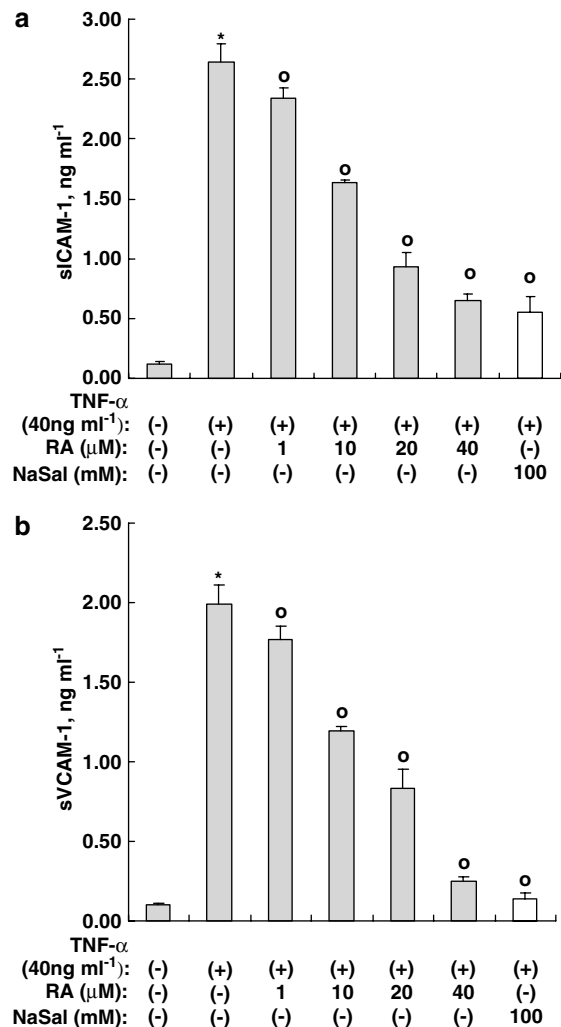 a
3.00
*
2.50
o
2.00
o
1.50
sICAM-1, ng ml⁻¹
1.00
o
o
o
0.50
0.00
TNF-α
(40ng ml⁻¹): (-) (+) (+) (+) (+) (+) (+)
RA (μM): (-) (-) 1 10 20 40 (-)
NaSal (mM): (-) (-) (-) (-) (-) (-) 100
b
2.50
*
2.00
o
1.50
o
sVCAM-1, ng ml⁻¹
1.00
o
0.50
o
o
0.00
TNF-α
(40ng ml⁻¹): (-) (+) (+) (+) (+) (+) (+)
RA (μM): (-) (-) 1 10 20 40 (-)
NaSal (mM): (-) (-) (-) (-) (-) (-) 100